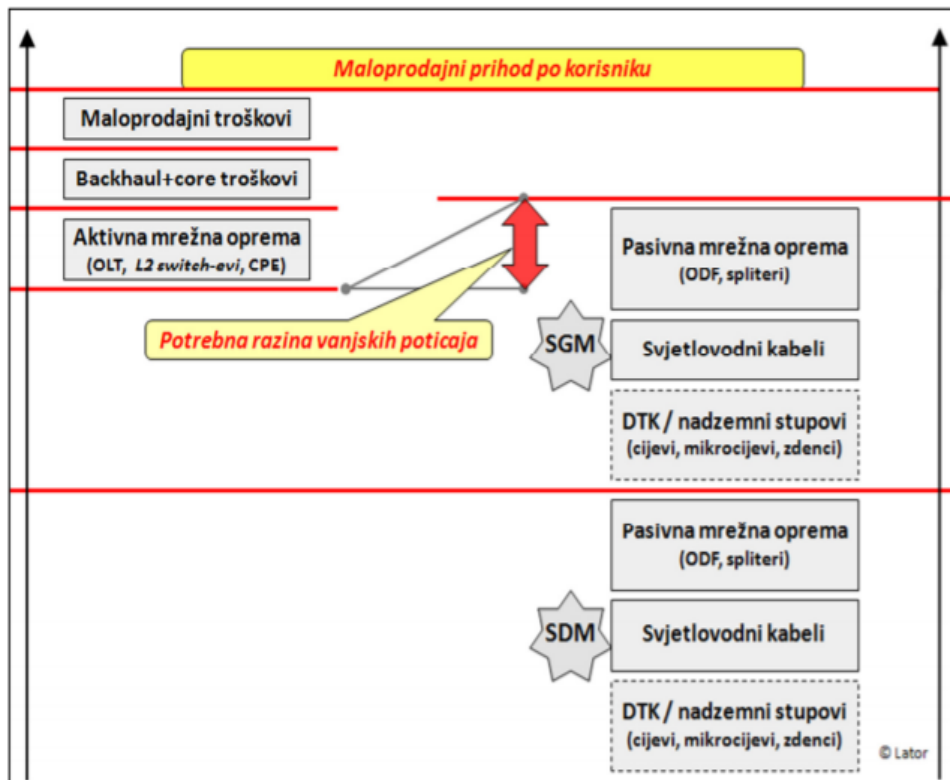 Maloprodajni prihod po korisniku
Maloprodajni troškovi
Backhaul+core troškovi
Aktivna mrežna oprema
(OLT, L2 switch-evi, CPE)
Potrebna razina vanjskih poticaja
Pasivna mrežna oprema
(ODF, spliteri)
SGM
Svjetlovodni kabeli
DTK / nadzemni stupovi
(cijevi, mikrocijevi, zdenci)
Pasivna mrežna oprema
(ODF, spliteri)
SDM
Svjetlovodni kabeli
DTK / nadzemni stupovi
(cijevi, mikrocijevi, zdenci)
© Lator